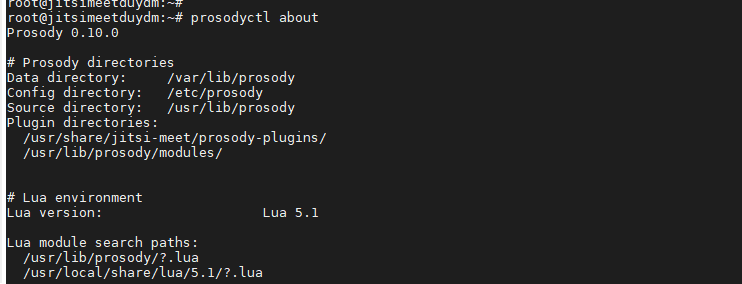 root@jitsimeetduydm:~#
root@jitsimeetduydm:~# prosodyctl about
Prosody 0.10.0
# Prosody directories
Data directory:     /var/lib/prosody
Config directory:   /etc/prosody
Source directory:   /usr/lib/prosody
Plugin directories:
  /usr/share/jitsi-meet/prosody-plugins/
  /usr/lib/prosody/modules/
# Lua environment
Lua version:                    Lua 5.1
Lua module search paths:
  /usr/lib/prosody/?.lua
  /usr/local/share/lua/5.1/?.lua